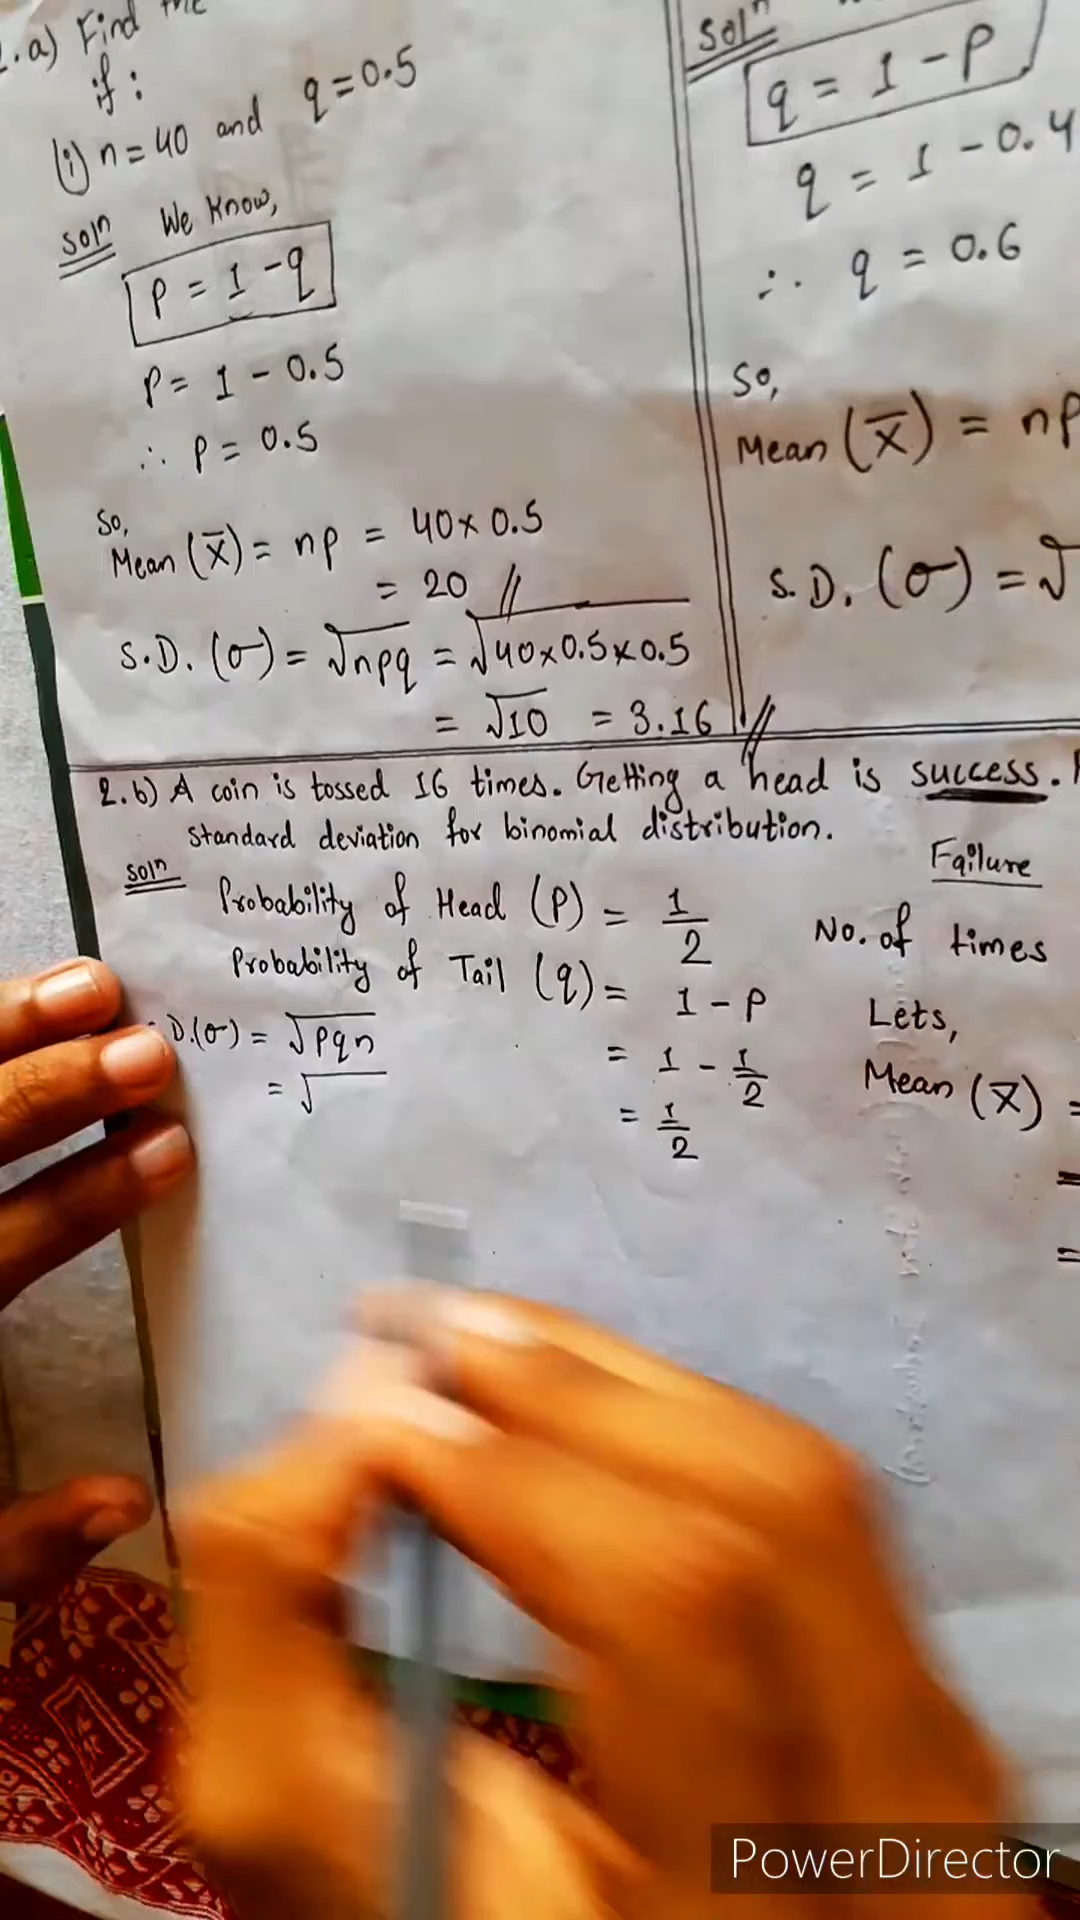 .a) Find the
if :
(i) n = 40 and q = 0.5
Soln We Know,
P = 1 - q
P = 1 - 0.5
∴ P = 0.5
So,
Mean (x̄) = np = 40 × 0.5
= 20 //
S.D. (σ) = √npq = √40×0.5×0.5
= √10 = 3.16 //
Soln
q = 1 - P
q = 1 - 0.4
∴ q = 0.6
So,
Mean (x̄) = np
S.D. (σ) = √
2.b) A coin is tossed 16 times. Getting a head is success.
Standard deviation for binomial distribution.
Soln
Probability of Head (P) = 1/2
Probability of Tail (q) = 1 - P
= 1 - 1/2
= 1/2
D.(σ) = √pqn
= √
Failure
No. of times
Lets,
Mean (x̄) =
=
=
PowerDirector